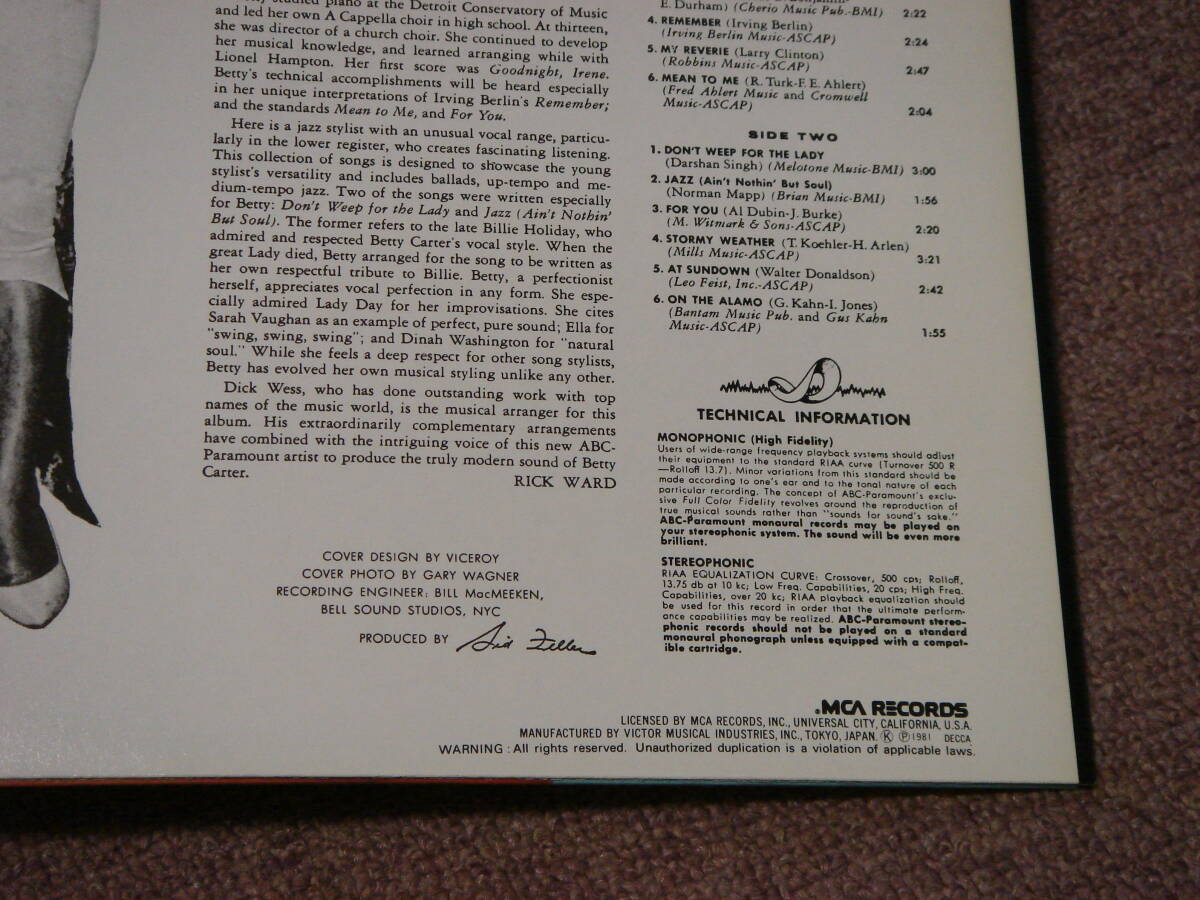 studied piano at the Detroit Conservatory of Music
and led her own A Cappella choir in high school. At thirteen,
she was director of a church choir. She continued to develop
her musical knowledge, and learned arranging while with
Lionel Hampton. Her first score was Goodnight, Irene.
Betty's technical accomplishments will be heard especially
in her unique interpretations of Irving Berlin's Remember;
and the standards Mean to Me, and For You.
Here is a jazz stylist with an unusual vocal range, particu-
larly in the lower register, who creates fascinating listening.
This collection of songs is designed to showcase the young
stylist's versatility and includes ballads, up-tempo and me-
dium-tempo jazz. Two of the songs were written especially
for Betty: Don't Weep for the Lady and Jazz (Ain't Nothin'
But Soul). The former refers to the late Billie Holiday, who
admired and respected Betty Carter's vocal style. When the
great Lady died, Betty arranged for the song to be written as
her own respectful tribute to Billie. Betty, a perfectionist
herself, appreciates vocal perfection in any form. She espe-
cially admired Lady Day for her improvisations. She cites
Sarah Vaughan as an example of perfect, pure sound; Ella for
"swing, swing, swing"; and Dinah Washington for "natural
soul." While she feels a deep respect for other song stylists,
Betty has evolved her own musical styling unlike any other.
Dick Wess, who has done outstanding work with top
names of the music world, is the musical arranger for this
album. His extraordinarily complementary arrangements
have combined with the intriguing voice of this new ABC-
Paramount artist to produce the truly modern sound of Betty
Carter.
RICK WARD
COVER DESIGN BY VICEROY
COVER PHOTO BY GARY WAGNER
RECORDING ENGINEER: BILL MacMEEKEN,
BELL SOUND STUDIOS, NYC
PRODUCED BY Sid Feller
E. Durham) (Cherio Music Pub.-BMI) 2:22
4. REMEMBER (Irving Berlin)
(Irving Berlin Music-ASCAP) 2:24
5. MY REVERIE (Larry Clinton)
(Robbins Music-ASCAP) 2:47
6. MEAN TO ME (R. Turk-F. E. Ahlert)
(Fred Ahlert Music and Cromwell
Music-ASCAP) 2:04
SIDE TWO
1. DON'T WEEP FOR THE LADY
(Darshan Singh) (Melotone Music-BMI) 3:00
2. JAZZ (Ain't Nothin' But Soul)
(Norman Mapp) (Brian Music-BMI) 1:56
3. FOR YOU (Al Dubin-J. Burke)
(M. Witmark & Sons-ASCAP) 2:20
4. STORMY WEATHER (T. Koehler-H. Arlen)
(Mills Music-ASCAP) 3:21
5. AT SUNDOWN (Walter Donaldson)
(Leo Feist, Inc.-ASCAP) 2:42
6. ON THE ALAMO (G. Kahn-I. Jones)
(Bantam Music Pub. and Gus Kahn
Music-ASCAP) 1:55
TECHNICAL INFORMATION
MONOPHONIC (High Fidelity)
Users of wide-range frequency playback systems should adjust
their equipment to the standard RIAA curve (Turnover 500 R
—Rolloff 13.7). Minor variations from this standard should be
made according to one's ear and to the tonal nature of each
particular recording. The concept of ABC-Paramount's exclu-
sive Full Color Fidelity revolves around the reproduction of
true musical sounds rather than "sounds for sound's sake."
ABC-Paramount monaural records may be played on
your stereophonic system. The sound will be even more
brilliant.
STEREOPHONIC
RIAA EQUALIZATION CURVE: Crossover, 500 cps; Rolloff,
13.75 db at 10 kc; Low Freq. Capabilities, 20 cps; High Freq.
Capabilities, over 20 kc; RIAA playback equalization should
be used for this record in order that the ultimate perform-
ance capabilities may be realized. ABC-Paramount stereo-
phonic records should not be played on a standard
monaural phonograph unless equipped with a compat-
ible cartridge.
MCA RECORDS
LICENSED BY MCA RECORDS, INC., UNIVERSAL CITY, CALIFORNIA, U.S.A.
MANUFACTURED BY VICTOR MUSICAL INDUSTRIES, INC., TOKYO, JAPAN. Ⓚ Ⓟ 1981 DECCA
WARNING : All rights reserved. Unauthorized duplication is a violation of applicable laws.